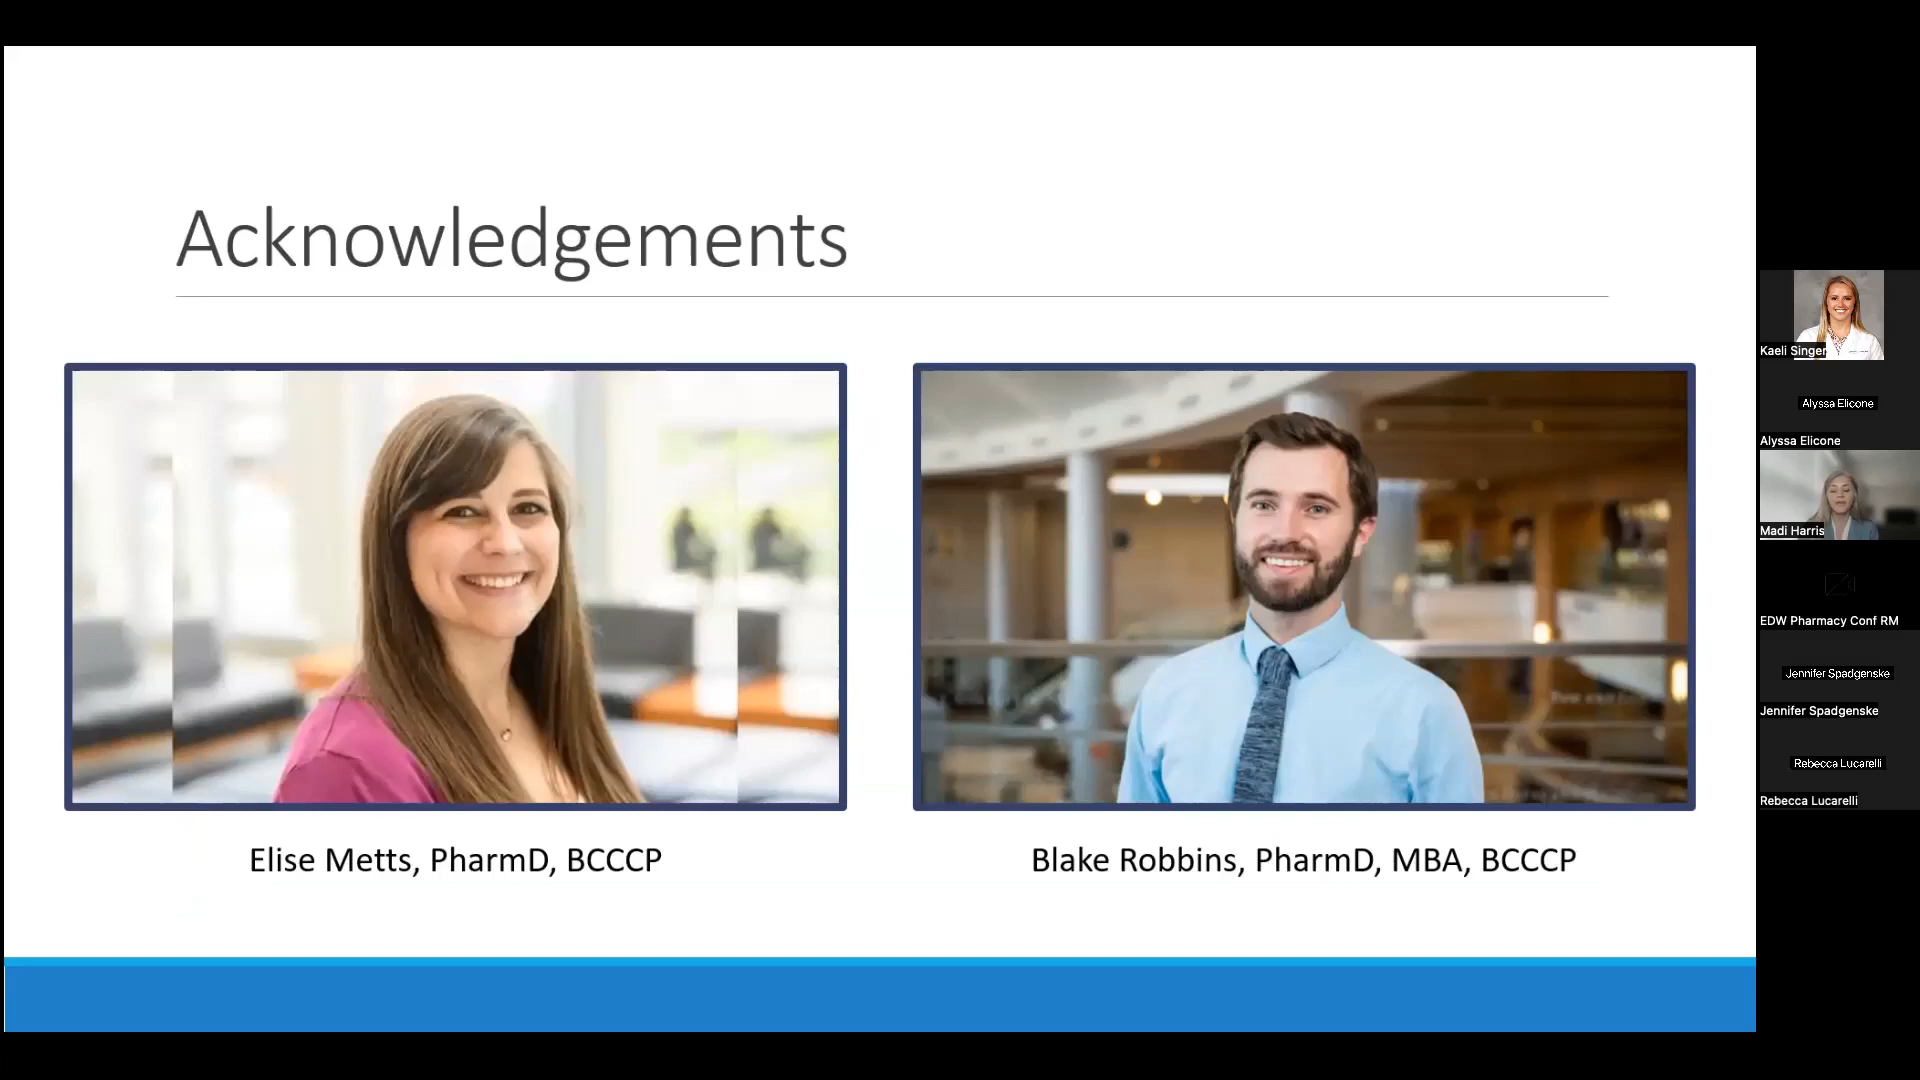 Acknowledgements
Elise Metts, PharmD, BCCCP
Blake Robbins, PharmD, MBA, BCCCP
Kaeli Singer
Alyssa Elicone
Alyssa Elicone
Madi Harris
EDW Pharmacy Conf RM
Jennifer Spadgenske
Jennifer Spadgenske
Rebecca Lucarelli
Rebecca Lucarelli